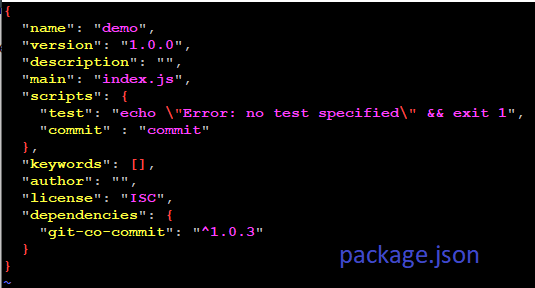 {
  "name": "demo",
  "version": "1.0.0",
  "description": "",
  "main": "index.js",
  "scripts": {
    "test": "echo \"Error: no test specified\" && exit 1",
    "commit" : "commit"
  },
  "keywords": [],
  "author": "",
  "license": "ISC",
  "dependencies": {
    "git-co-commit": "^1.0.3"
  }
}
~
package.json